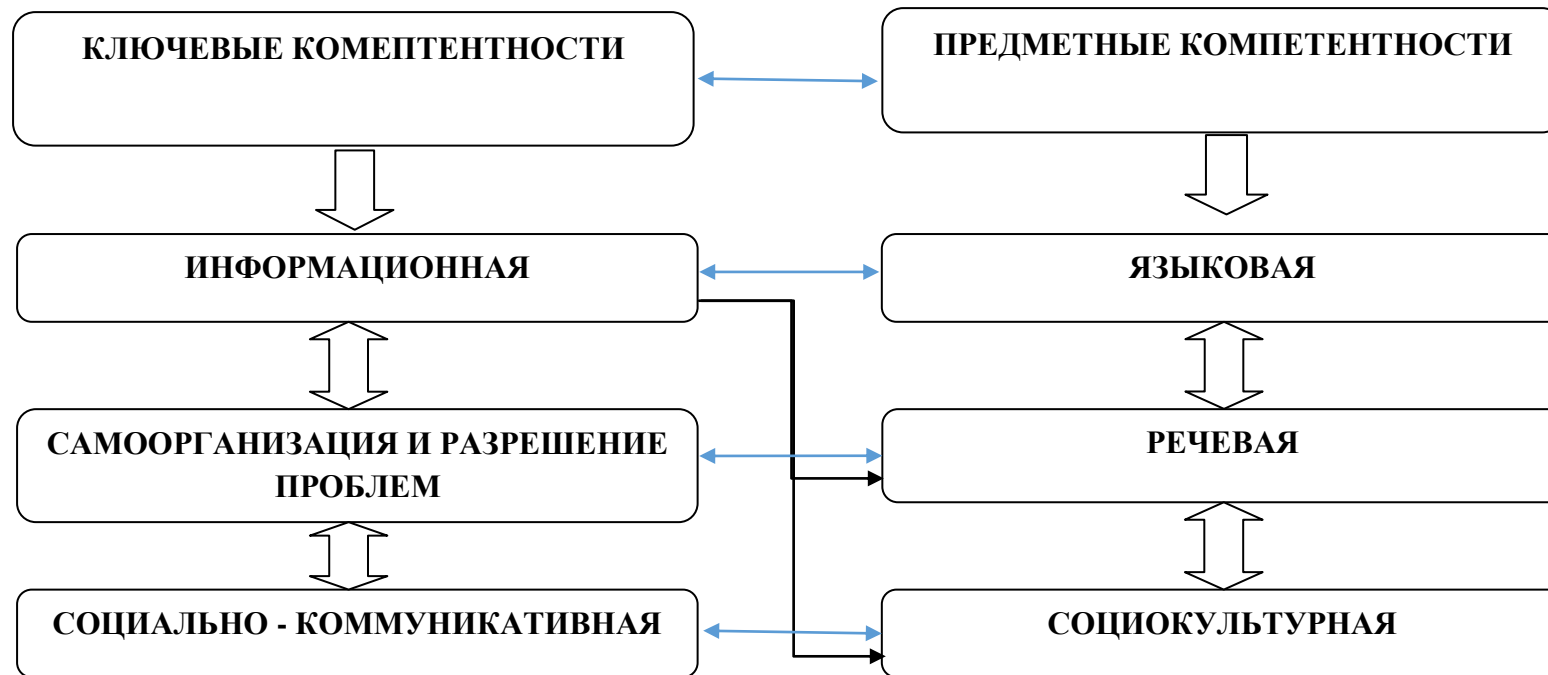 КЛЮЧЕВЫЕ КОМЕПТЕНТНОСТИ
ПРЕДМЕТНЫЕ КОМПЕТЕНТНОСТИ
ИНФОРМАЦИОННАЯ
ЯЗЫКОВАЯ
САМООРГАНИЗАЦИЯ И РАЗРЕШЕНИЕ
ПРОБЛЕМ
РЕЧЕВАЯ
СОЦИАЛЬНО - КОММУНИКАТИВНАЯ
СОЦИОКУЛЬТУРНАЯ